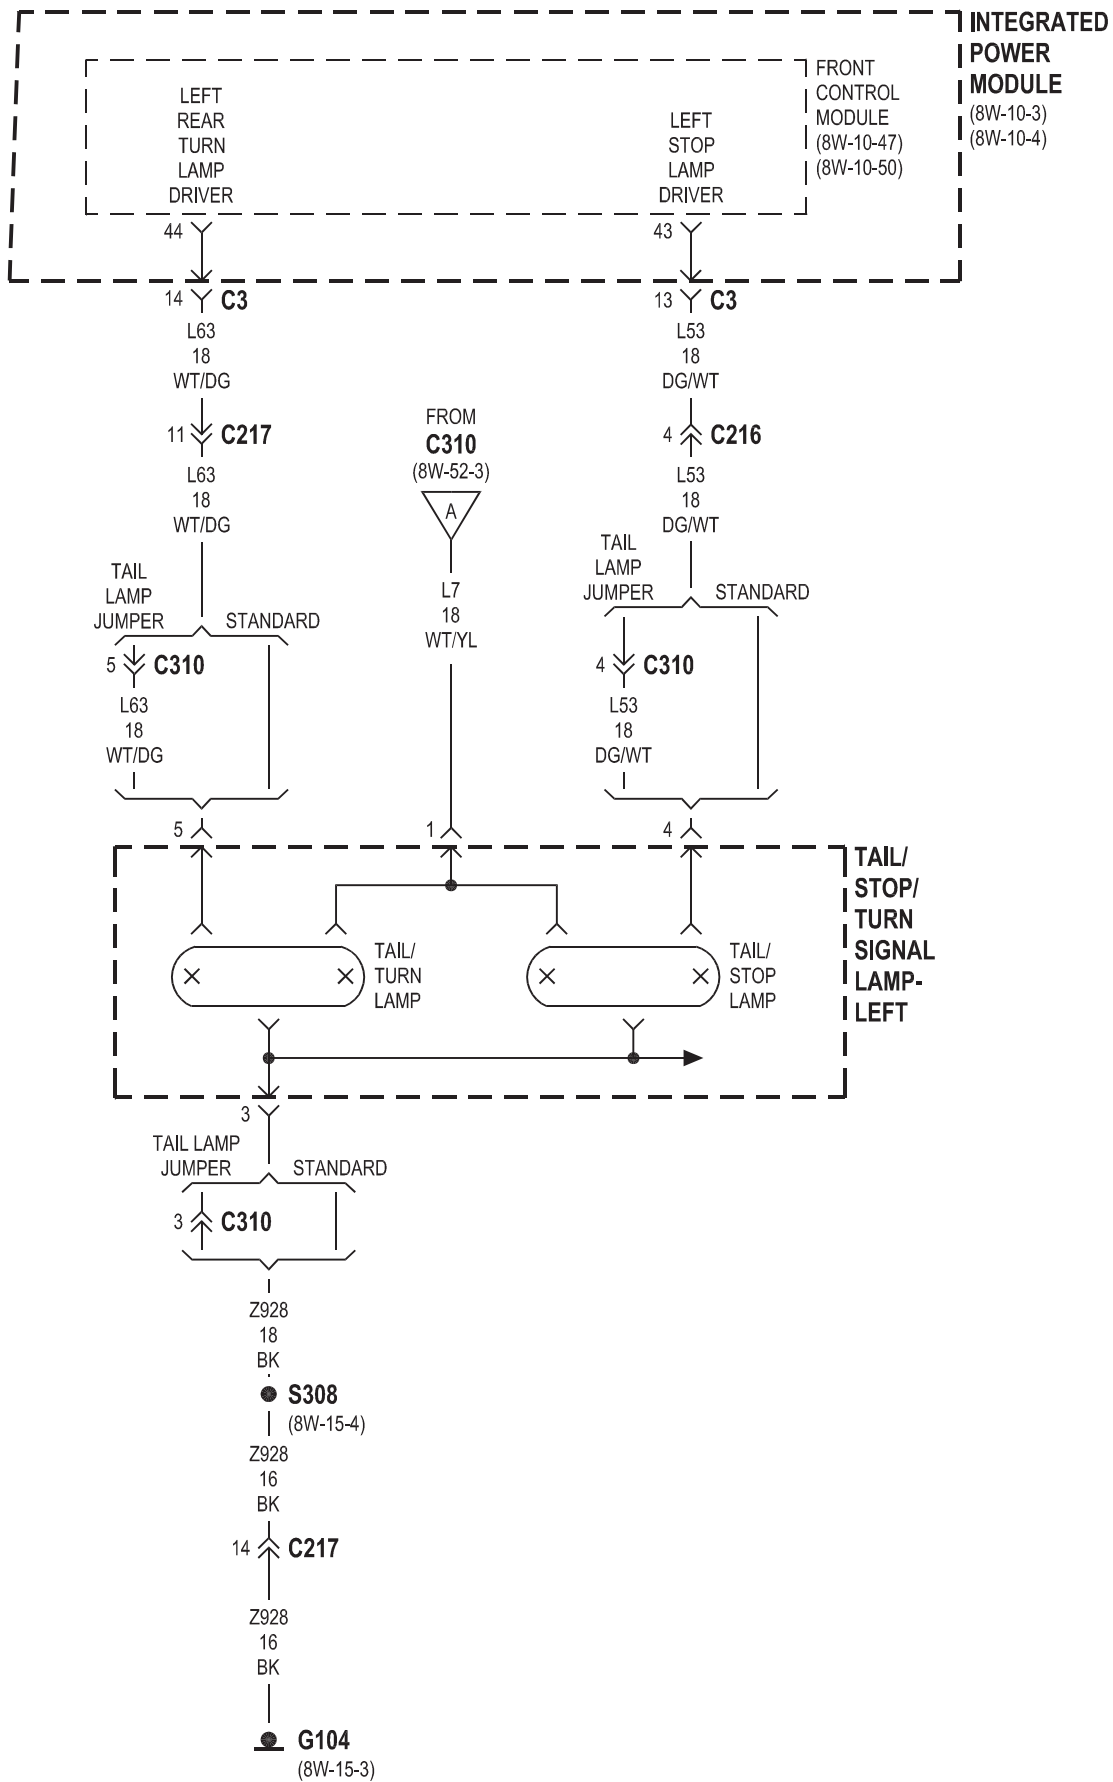 INTEGRATED
POWER
MODULE
(8W-10-3)
(8W-10-4)
FRONT
CONTROL
MODULE
(8W-10-47)
(8W-10-50)
LEFT
REAR
TURN
LAMP
DRIVER
LEFT
STOP
LAMP
DRIVER
44
43
14 C3
13 C3
L63
18
WT/DG
L53
18
DG/WT
11 C217
FROM
C310
(8W-52-3)
A
4 C216
L63
18
WT/DG
L53
18
DG/WT
TAIL
LAMP
JUMPER
STANDARD
L7
18
WT/YL
TAIL
LAMP
JUMPER
STANDARD
5 C310
4 C310
L63
18
WT/DG
L53
18
DG/WT
5
1
4
TAIL/
STOP/
TURN
SIGNAL
LAMP-
LEFT
TAIL/
TURN
LAMP
TAIL/
STOP
LAMP
3
TAIL LAMP
JUMPER
STANDARD
3 C310
Z928
18
BK
S308
(8W-15-4)
Z928
16
BK
14 C217
Z928
16
BK
G104
(8W-15-3)